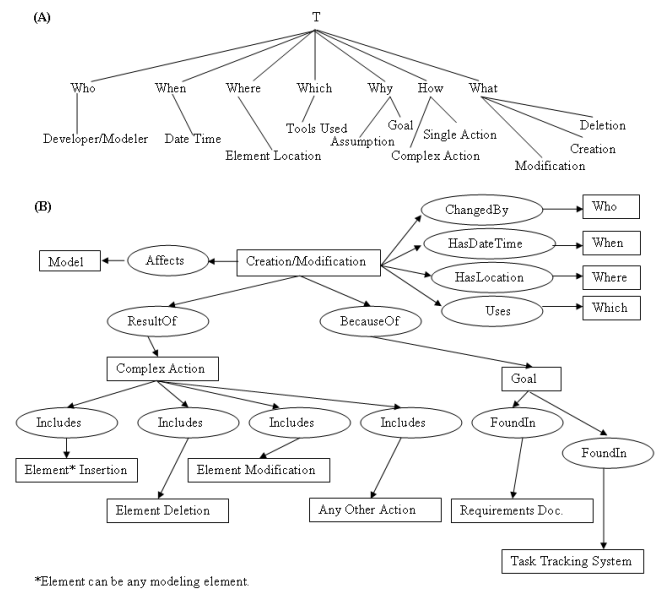 (A)
T
Who When Where Which Why How What
Developer/Modeler Date Time Element Location Tools Used Assumption Goal Complex Action Single Action Modification Creation Deletion
(B)
ChangedBy Who
HasDateTime When
Model Affects Creation/Modification
HasLocation Where
Uses Which
ResultOf BecauseOf
Complex Action Goal
Includes Includes Includes Includes FoundIn
FoundIn
Element* Insertion Element Modification
Element Deletion Any Other Action Requirements Doc.
Task Tracking System
*Element can be any modeling element.